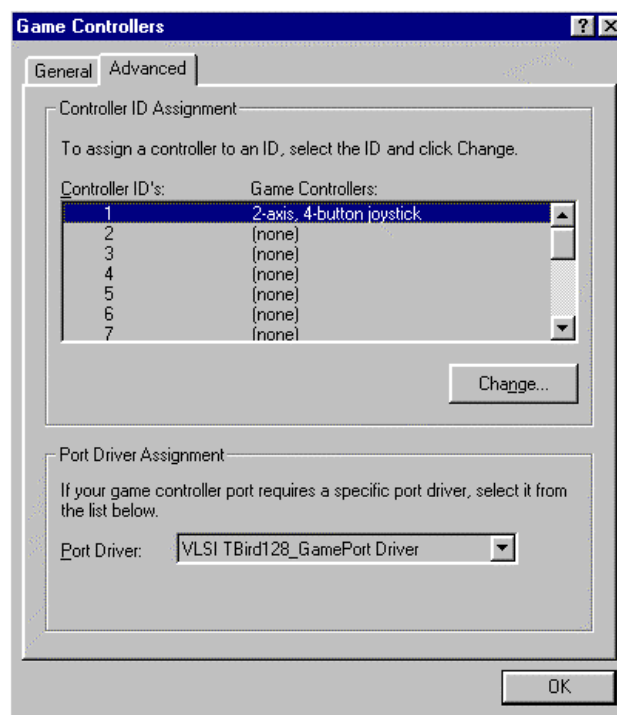 Game Controllers
General Advanced
Controller ID Assignment
To assign a controller to an ID, select the ID and click Change.
Controller ID's: Game Controllers:
1 2-axis, 4-button joystick
2 (none)
3 (none)
4 (none)
5 (none)
6 (none)
7 (none)
Change...
Port Driver Assignment
If your game controller port requires a specific port driver, select it from
the list below.
Port Driver: VLSI TBird128_GamePort Driver
OK